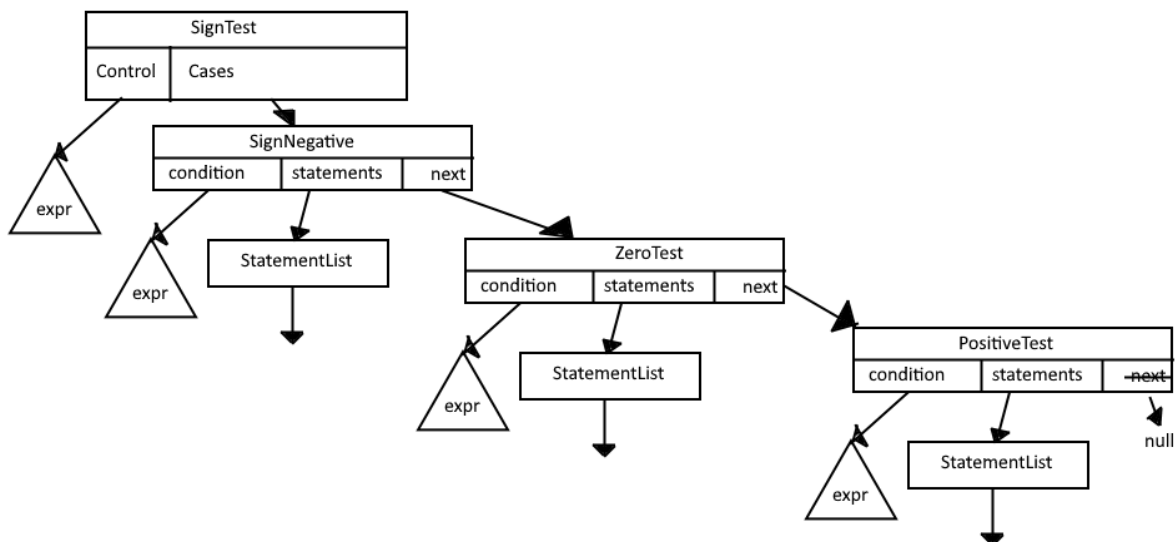 SignTest
Control Cases
SignNegative
condition statements next
expr
expr
StatementList
ZeroTest
condition statements next
expr
StatementList
PositiveTest
condition statements next
null
expr
StatementList